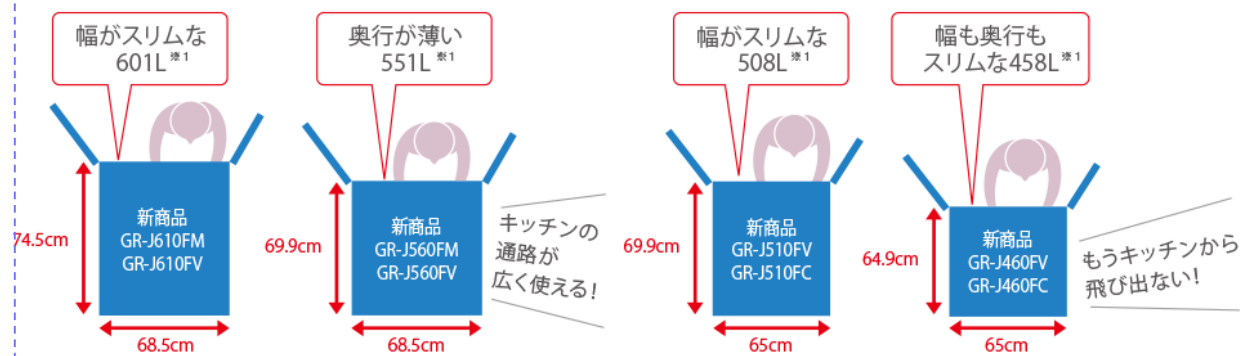 幅がスリムな
601L※1
奥行が薄い
551L※1
幅がスリムな
508L※1
幅も奥行も
スリムな458L※1
新商品
GR-J610FM
GR-J610FV
74.5cm
68.5cm
新商品
GR-J560FM
GR-J560FV
69.9cm
68.5cm
キッチンの
通路が
広く使える!
新商品
GR-J510FV
GR-J510FC
69.9cm
65cm
新商品
GR-J460FV
GR-J460FC
64.9cm
65cm
もうキッチンから
飛び出ない!